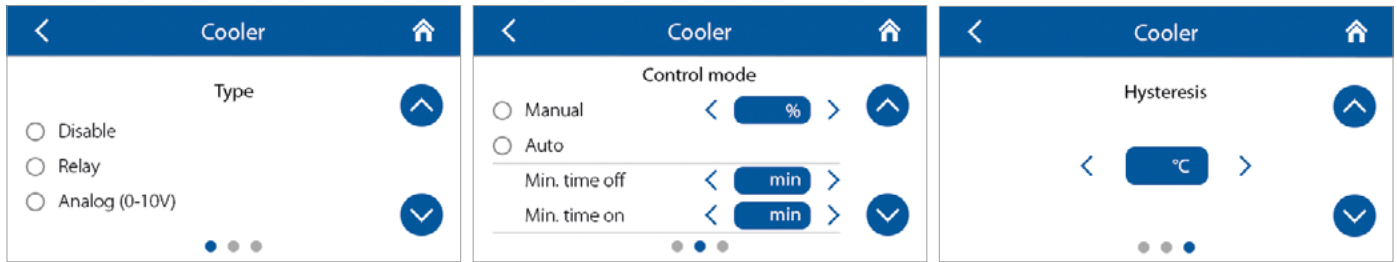 Cooler
Type
Disable
Relay
Analog (0-10V)
Cooler
Control mode
Manual %
Auto
Min. time off min
Min. time on min
Cooler
Hysteresis
°C